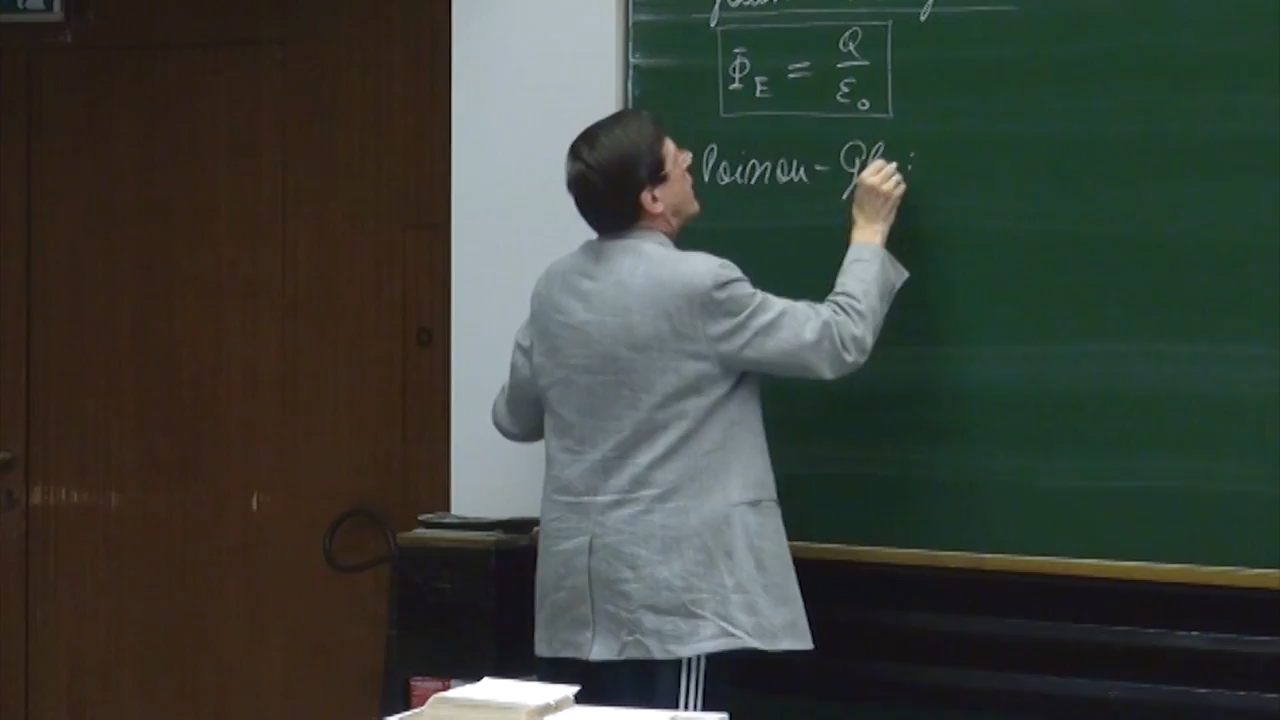 Φ_E = Q/ε₀
Poisson-Gl.: